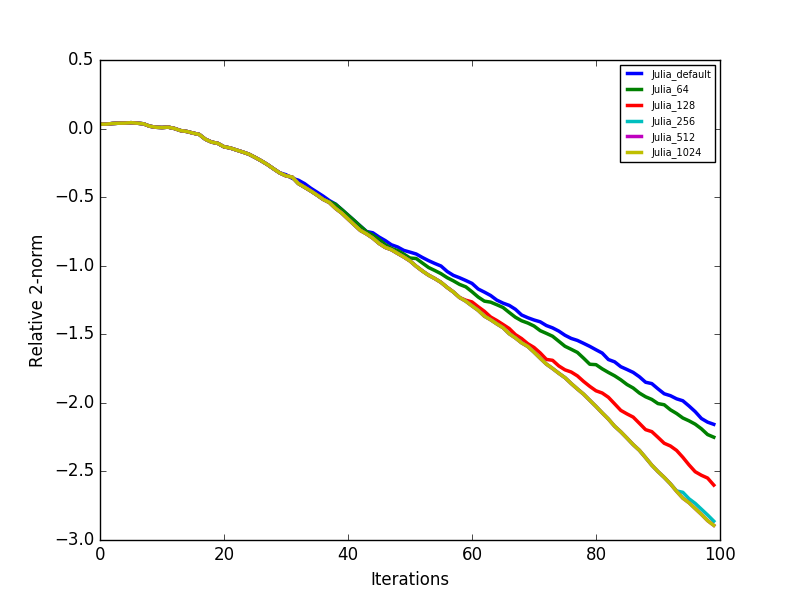 0.5
0.0
−0.5
−1.0
−1.5
−2.0
−2.5
−3.0
Relative 2-norm
0 20 40 60 80 100
Iterations
Julia_default
Julia_64
Julia_128
Julia_256
Julia_512
Julia_1024